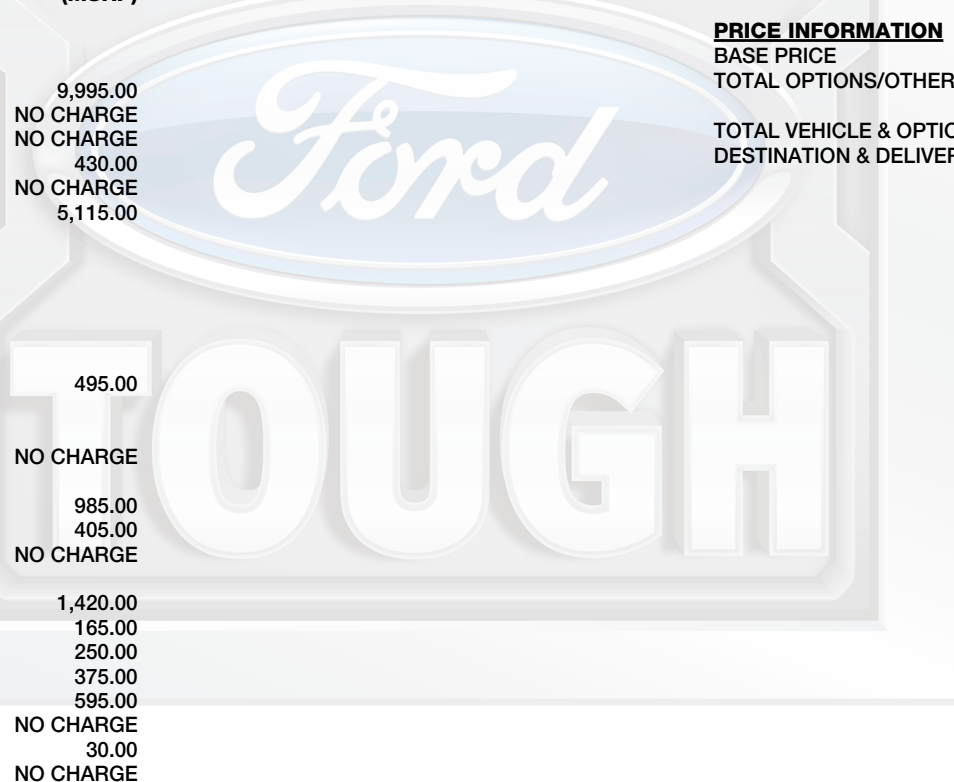 9,995.00
NO CHARGE
NO CHARGE
430.00
NO CHARGE
5,115.00
495.00
NO CHARGE
985.00
405.00
NO CHARGE
1,420.00
165.00
250.00
375.00
595.00
NO CHARGE
30.00
NO CHARGE
PRICE INFORMATION
BASE PRICE
TOTAL OPTIONS/OTHER
TOTAL VEHICLE & OPTIO
DESTINATION & DELIVER
Ford
TOUGH